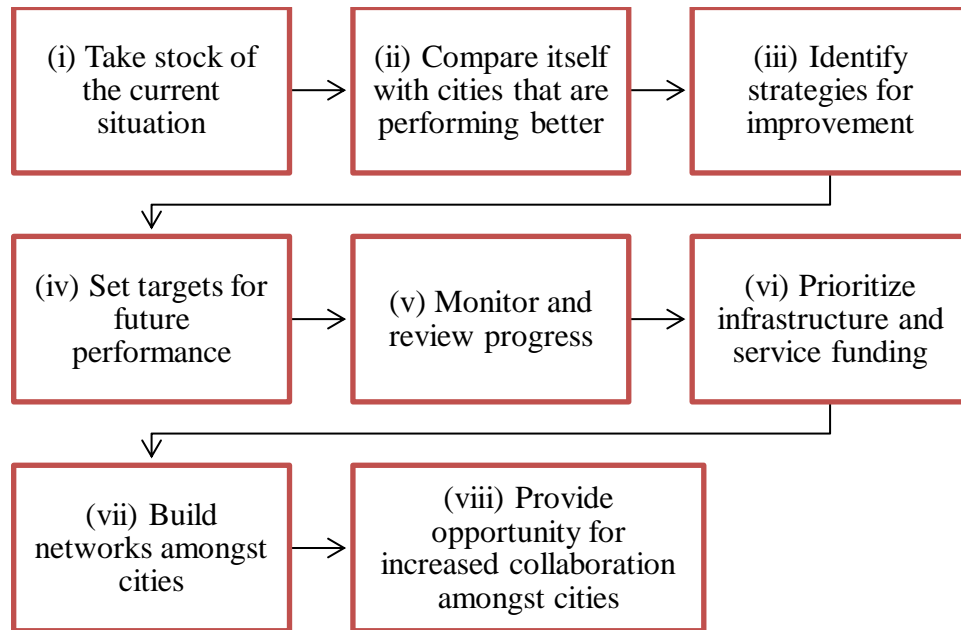 (i) Take stock of
the current
situation
(ii) Compare itself
with cities that are
performing better
(iii) Identify
strategies for
improvement
(iv) Set targets for
future
performance
(v) Monitor and
review progress
(vi) Prioritize
infrastructure and
service funding
(vii) Build
networks amongst
cities
(viii) Provide
opportunity for
increased collaboration
amongst cities